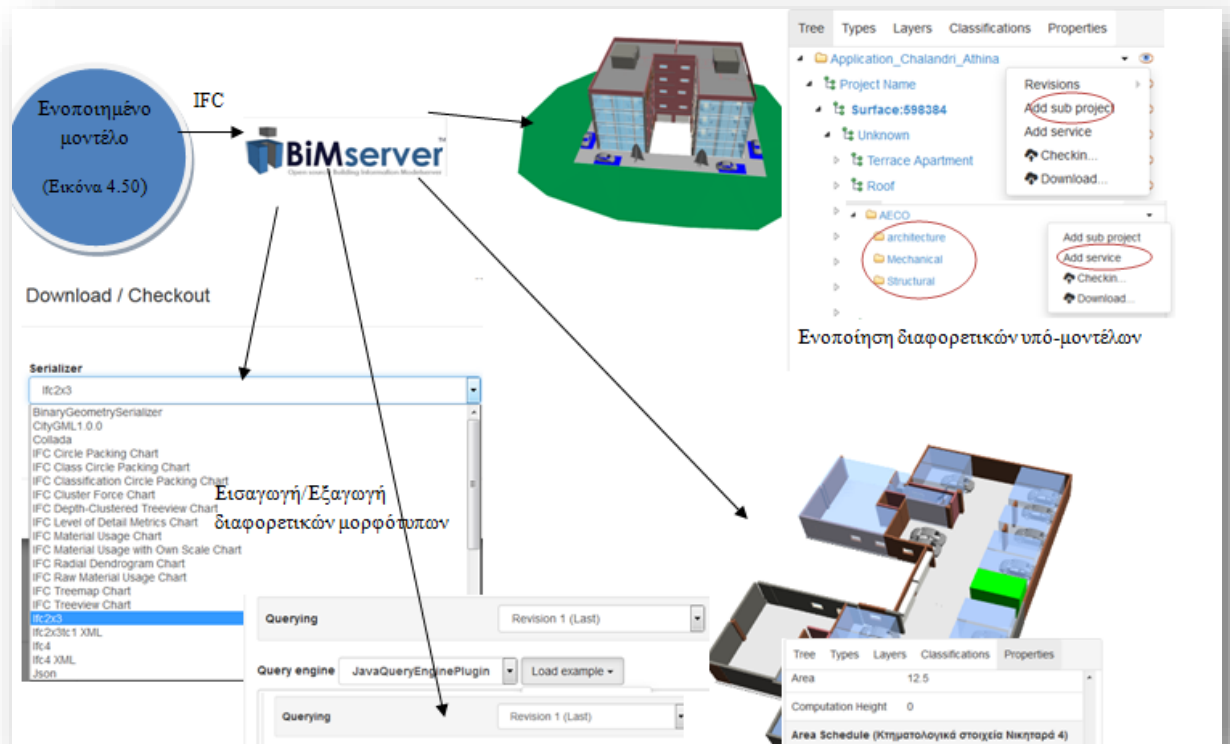 Ενοποιημένο
μοντέλο
(Εικόνα 4.50)
IFC
BiMserver
TM
Open source Building Information Modelserver
Tree Types Layers Classifications Properties
Application_Chalandri_Athina
Project Name
Surface:598384
Unknown
Terrace Apartment
Roof
Revisions
Add sub project
Add service
Checkin...
Download...
AECO
architecture
Mechanical
Structural
Add sub project
Add service
Checkin...
Download...
Ενοποίηση διαφορετικών υπό-μοντέλων
Download / Checkout
Serializer
Ifc2x3
BinaryGeometrySerializer
CityGML1.0.0
Collada
IFC Circle Packing Chart
IFC Class Circle Packing Chart
IFC Classification Circle Packing Chart
IFC Cluster Force Chart
IFC Depth-Clustered Treeview Chart
IFC Level of Detail Metrics Chart
IFC Material Usage Chart
IFC Material Usage with Own Scale Chart
IFC Radial Dendrogram Chart
IFC Raw Material Usage Chart
IFC Treemap Chart
IFC Treeview Chart
Ifc2x3
Ifc2x3tc1 XML
Ifc4
Ifc4 XML
Json
Εισαγωγή/Εξαγωγή
διαφορετικών μορφότυπων
Querying Revision 1 (Last)
Query engine JavaQueryEnginePlugin Load example
Querying Revision 1 (Last)
Tree Types Layers Classifications Properties
Area 12.5
Computation Height 0
Area Schedule (Κτηματολογικά στοιχεία Νικηταρά 4)